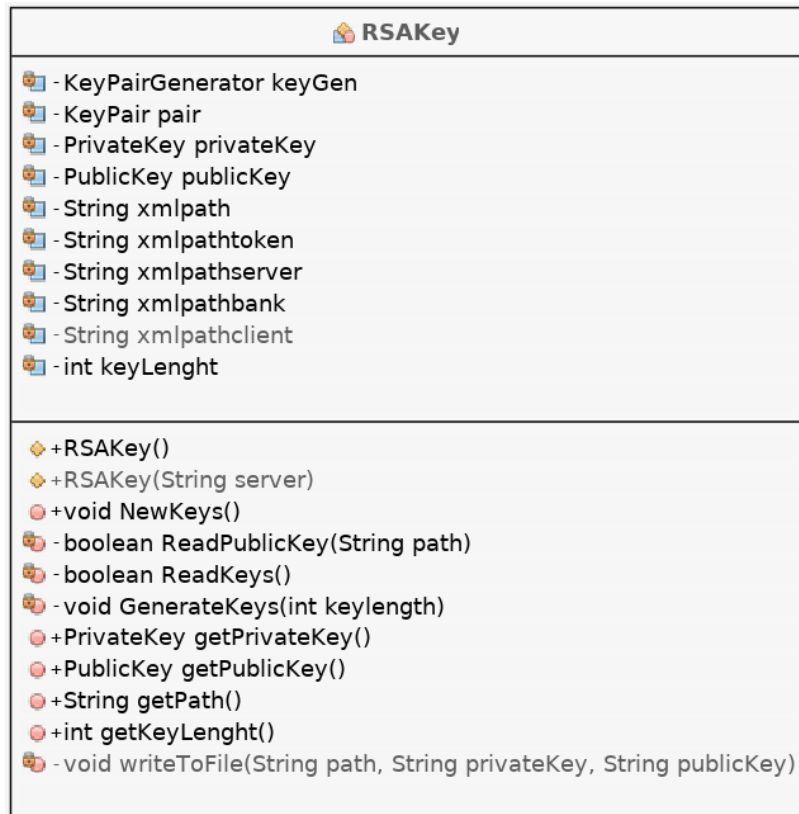 RSAKey
- KeyPairGenerator keyGen
- KeyPair pair
- PrivateKey privateKey
- PublicKey publicKey
- String xmlpath
- String xmlpathtoken
- String xmlpathserver
- String xmlpathbank
- String xmlpathclient
- int keyLenght
+RSAKey()
+RSAKey(String server)
+void NewKeys()
- boolean ReadPublicKey(String path)
- boolean ReadKeys()
- void GenerateKeys(int keylength)
+PrivateKey getPrivateKey()
+PublicKey getPublicKey()
+String getPath()
+int getKeyLenght()
- void writeToFile(String path, String privateKey, String publicKey)